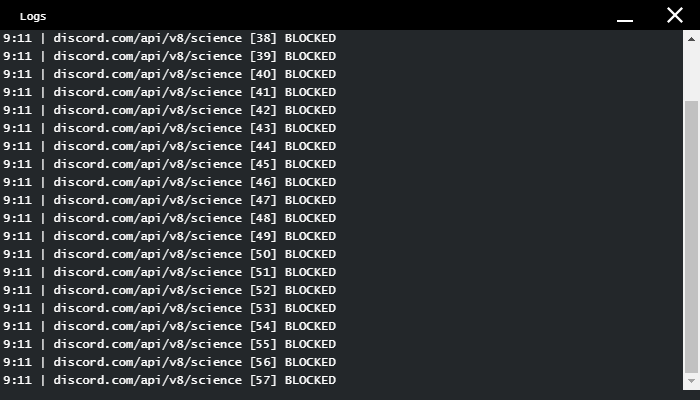 Logs
9:11 | discord.com/api/v8/science [38] BLOCKED
9:11 | discord.com/api/v8/science [39] BLOCKED
9:11 | discord.com/api/v8/science [40] BLOCKED
9:11 | discord.com/api/v8/science [41] BLOCKED
9:11 | discord.com/api/v8/science [42] BLOCKED
9:11 | discord.com/api/v8/science [43] BLOCKED
9:11 | discord.com/api/v8/science [44] BLOCKED
9:11 | discord.com/api/v8/science [45] BLOCKED
9:11 | discord.com/api/v8/science [46] BLOCKED
9:11 | discord.com/api/v8/science [47] BLOCKED
9:11 | discord.com/api/v8/science [48] BLOCKED
9:11 | discord.com/api/v8/science [49] BLOCKED
9:11 | discord.com/api/v8/science [50] BLOCKED
9:11 | discord.com/api/v8/science [51] BLOCKED
9:11 | discord.com/api/v8/science [52] BLOCKED
9:11 | discord.com/api/v8/science [53] BLOCKED
9:11 | discord.com/api/v8/science [54] BLOCKED
9:11 | discord.com/api/v8/science [55] BLOCKED
9:11 | discord.com/api/v8/science [56] BLOCKED
9:11 | discord.com/api/v8/science [57] BLOCKED